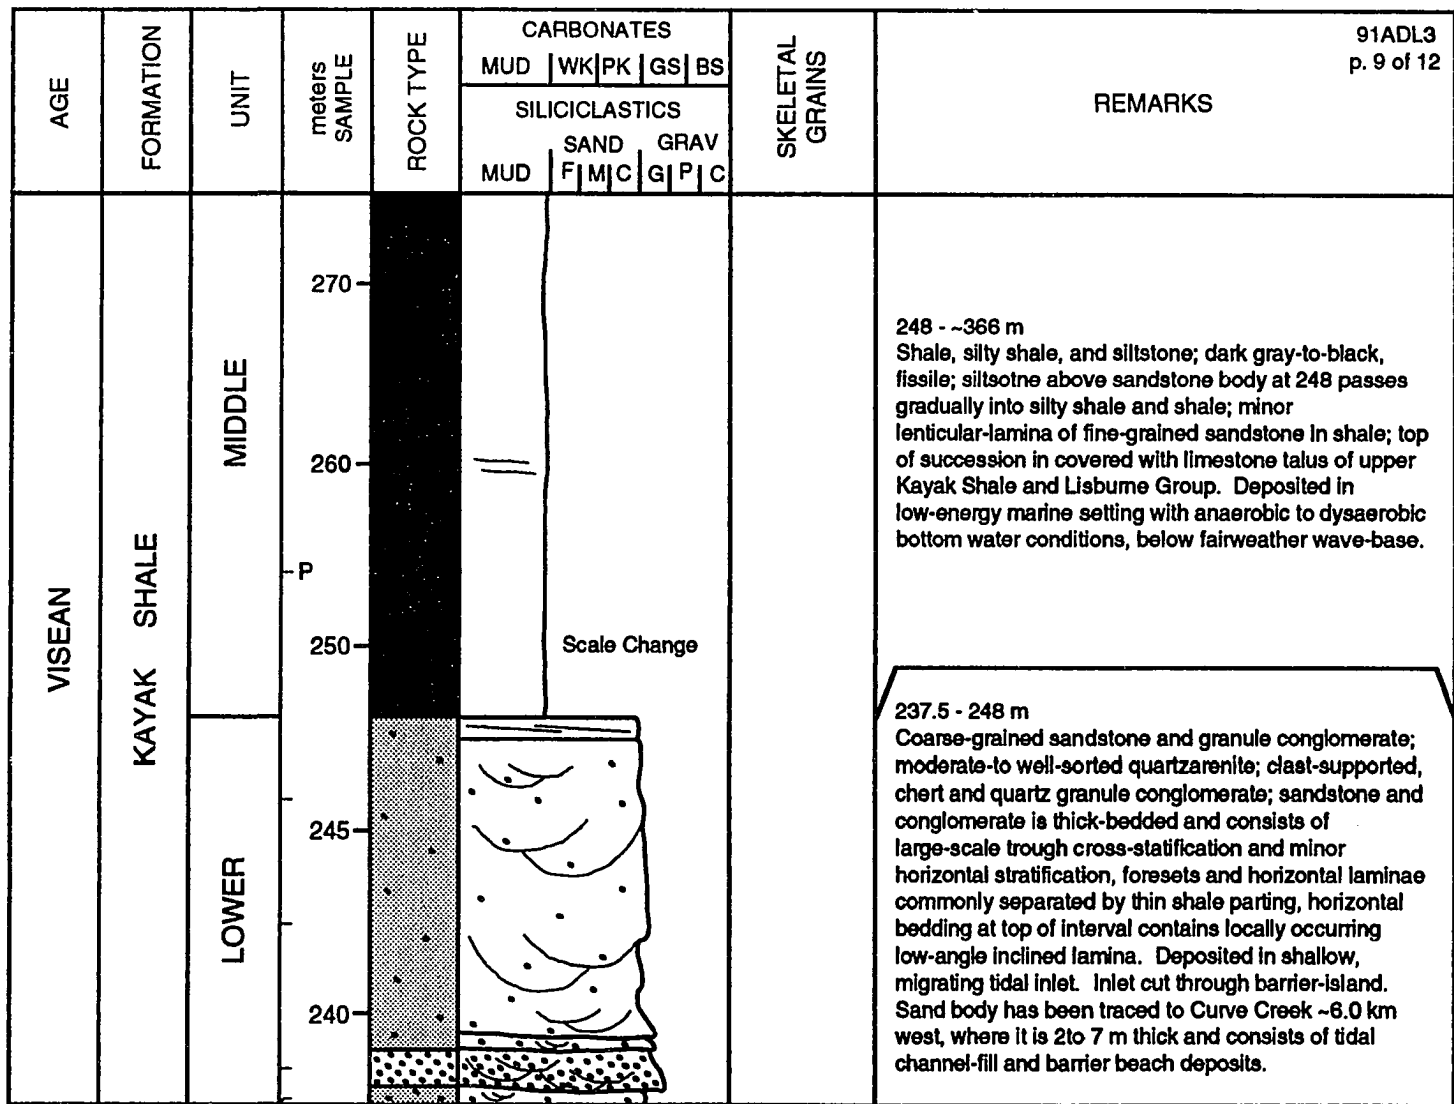 91ADL3
p. 9 of 12
AGE
FORMATION
UNIT
meters
SAMPLE
ROCK TYPE
CARBONATES
MUD WK PK GS BS
SILICICLASTICS
SAND GRAV
MUD F M C G P C
SKELETAL
GRAINS
REMARKS
VISEAN
KAYAK SHALE
MIDDLE
LOWER
270
260
P
250
245
240
Scale Change
248 - ~366 m
Shale, silty shale, and siltstone; dark gray-to-black,
fissile; siltsotne above sandstone body at 248 passes
gradually into silty shale and shale; minor
lenticular-lamina of fine-grained sandstone in shale; top
of succession in covered with limestone talus of upper
Kayak Shale and Lisburne Group. Deposited in
low-energy marine setting with anaerobic to dysaerobic
bottom water conditions, below fairweather wave-base.
237.5 - 248 m
Coarse-grained sandstone and granule conglomerate;
moderate-to well-sorted quartzarenite; clast-supported,
chert and quartz granule conglomerate; sandstone and
conglomerate is thick-bedded and consists of
large-scale trough cross-statification and minor
horizontal stratification, foresets and horizontal laminae
commonly separated by thin shale parting, horizontal
bedding at top of interval contains locally occurring
low-angle inclined lamina. Deposited in shallow,
migrating tidal inlet. Inlet cut through barrier-island.
Sand body has been traced to Curve Creek ~6.0 km
west, where it is 2to 7 m thick and consists of tidal
channel-fill and barrier beach deposits.